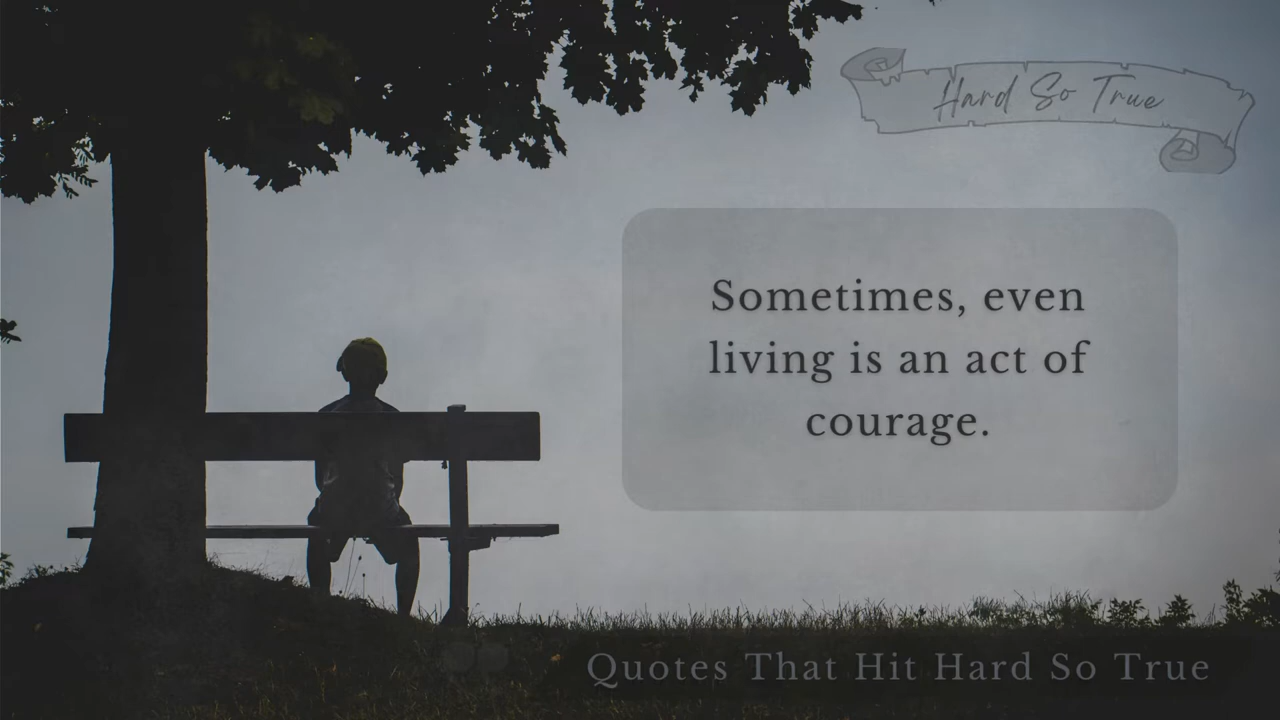 Hard So True
Sometimes, even
living is an act of
courage.
Quotes That Hit Hard So True